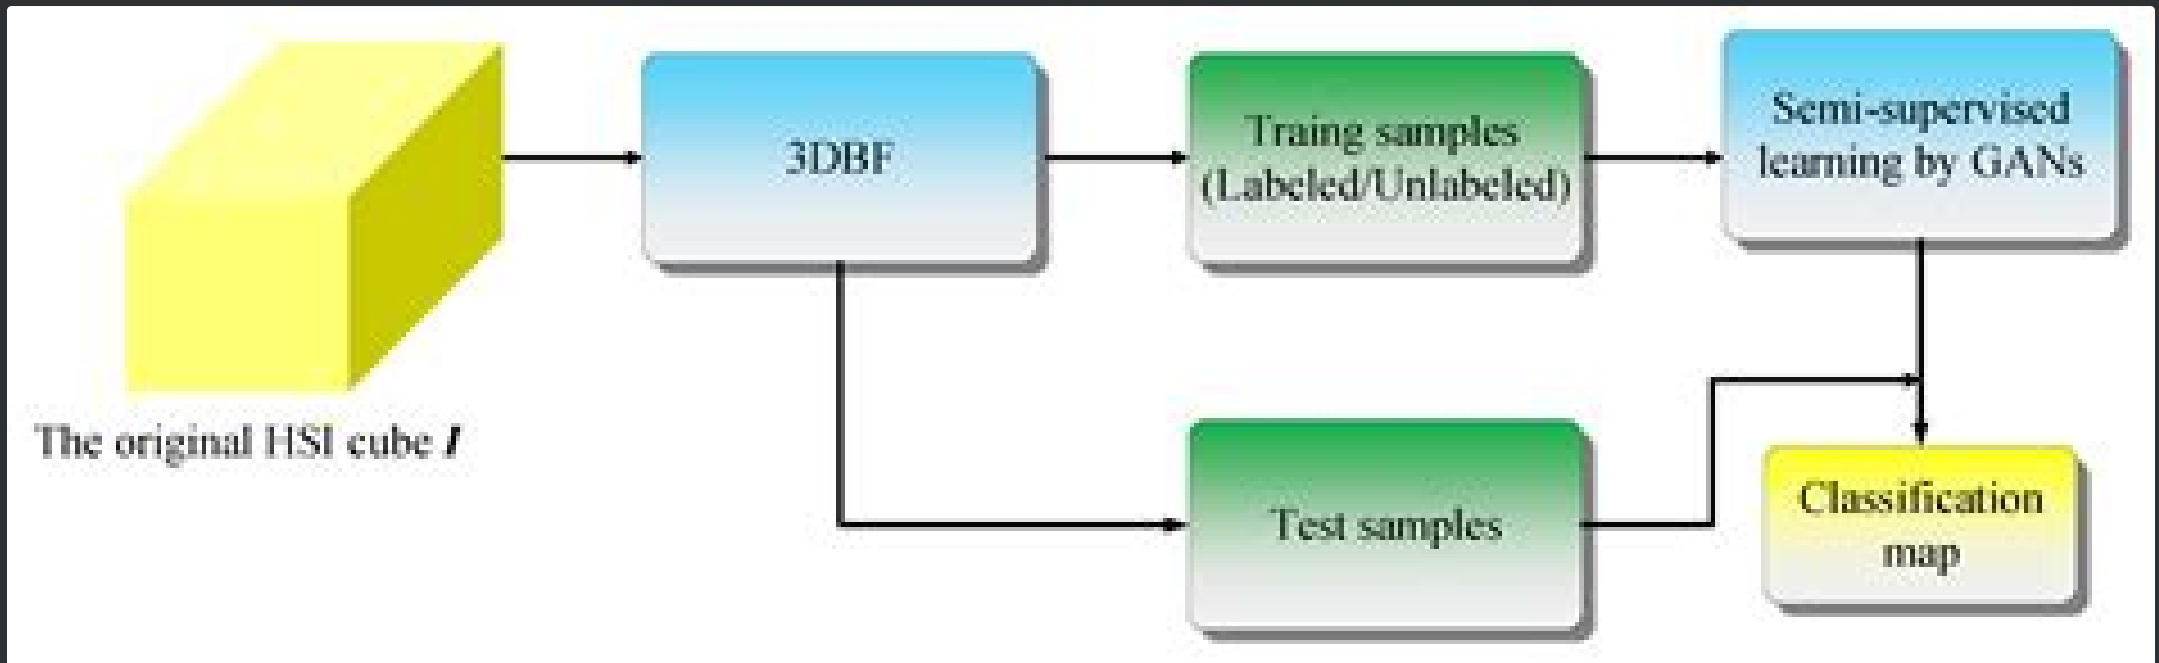 3DBF
Traing samples
(Labeled/Unlabeled)
Semi-supervised
learning by GANs
The original HSI cube I
Test samples
Classification
map